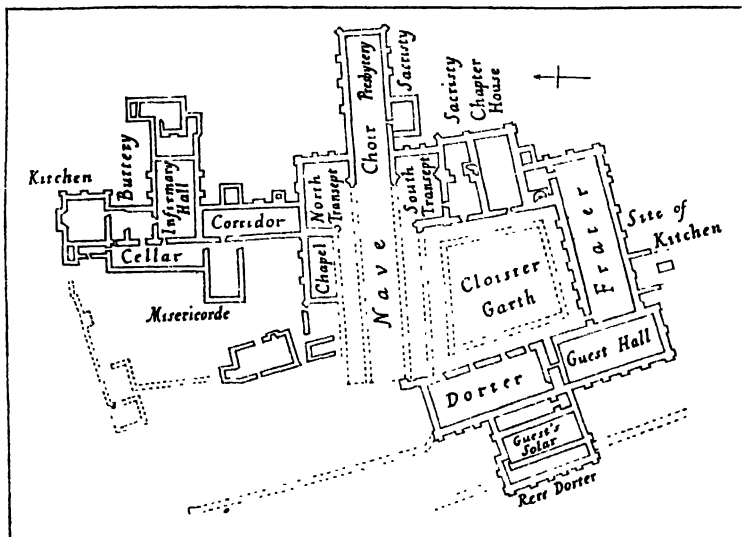 Kitchen
Buttery
Infirmary
Hall
Cellar
Corridor
Misericorde
North
Transept
Chapel
Presbytery
Choir
Nave
Sacristy
South
Transept
Sacristy
Chapter
House
Cloister
Garth
Frater
Site of
Kitchen
Guest Hall
Dorter
Guest's
Solar
Rere Dorter